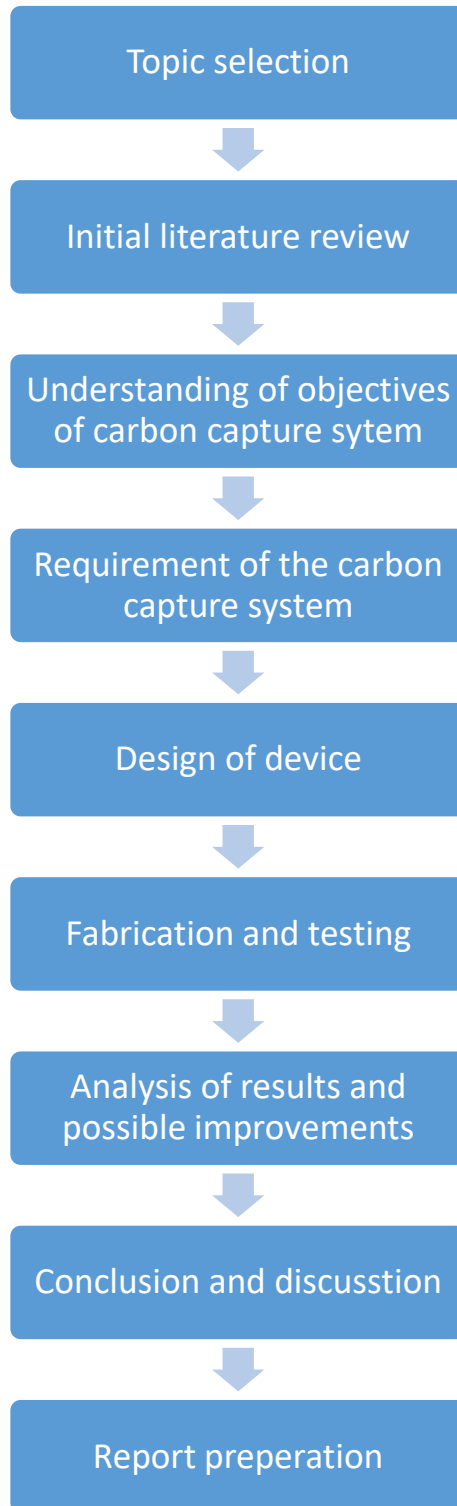 Topic selection
Initial literature review
Understanding of objectives
of carbon capture sytem
Requirement of the carbon
capture system
Design of device
Fabrication and testing
Analysis of results and
possible improvements
Conclusion and discusstion
Report preperation